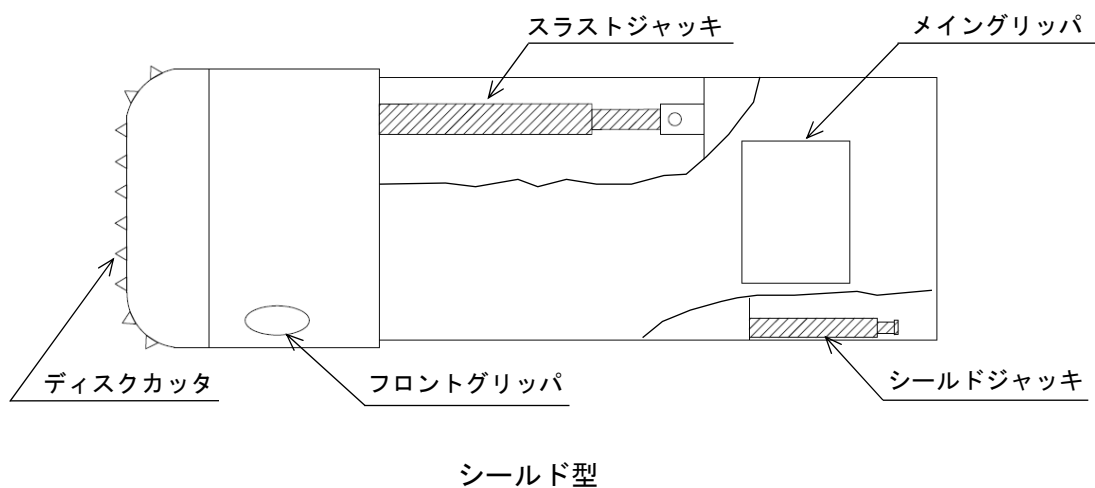 スラストジャッキ
メイングリッパ
ディスクカッタ
フロントグリッパ
シールドジャッキ
シールド型